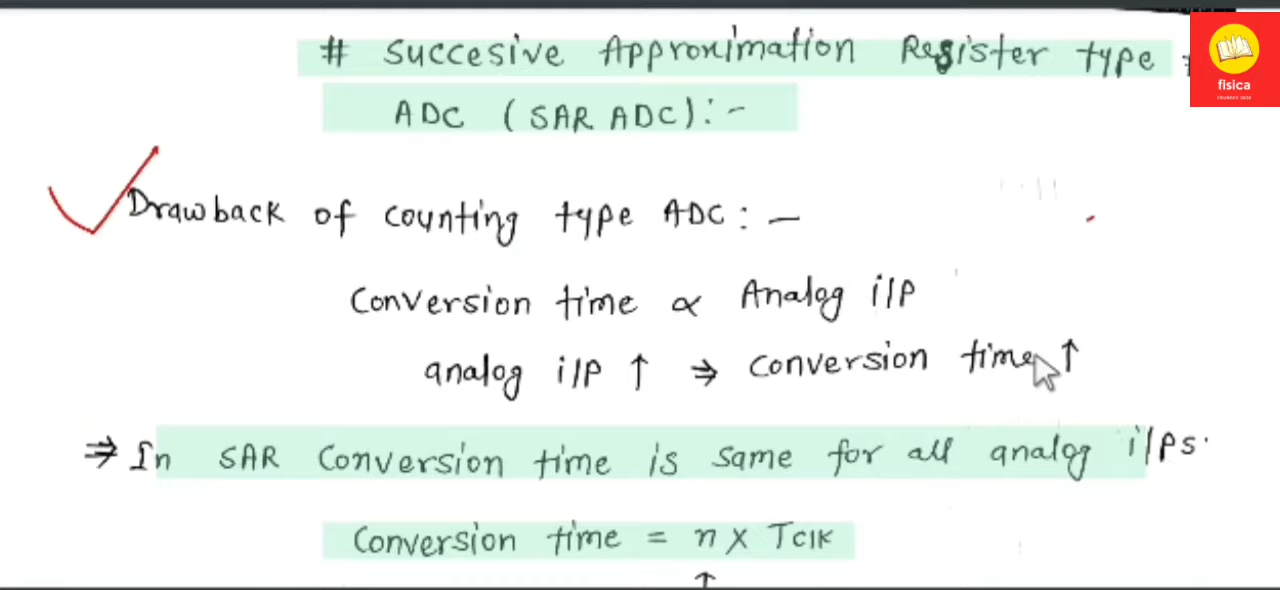 # Succesive Approximation Register type
ADC (SAR ADC):-
fisica
Drawback of counting type ADC: -
Conversion time ∝ Analog i/p
analog i/p ↑ ⇒ Conversion time ↑
⇒ In SAR Conversion time is same for all analog i/ps.
Conversion time = n x Tclk
↑